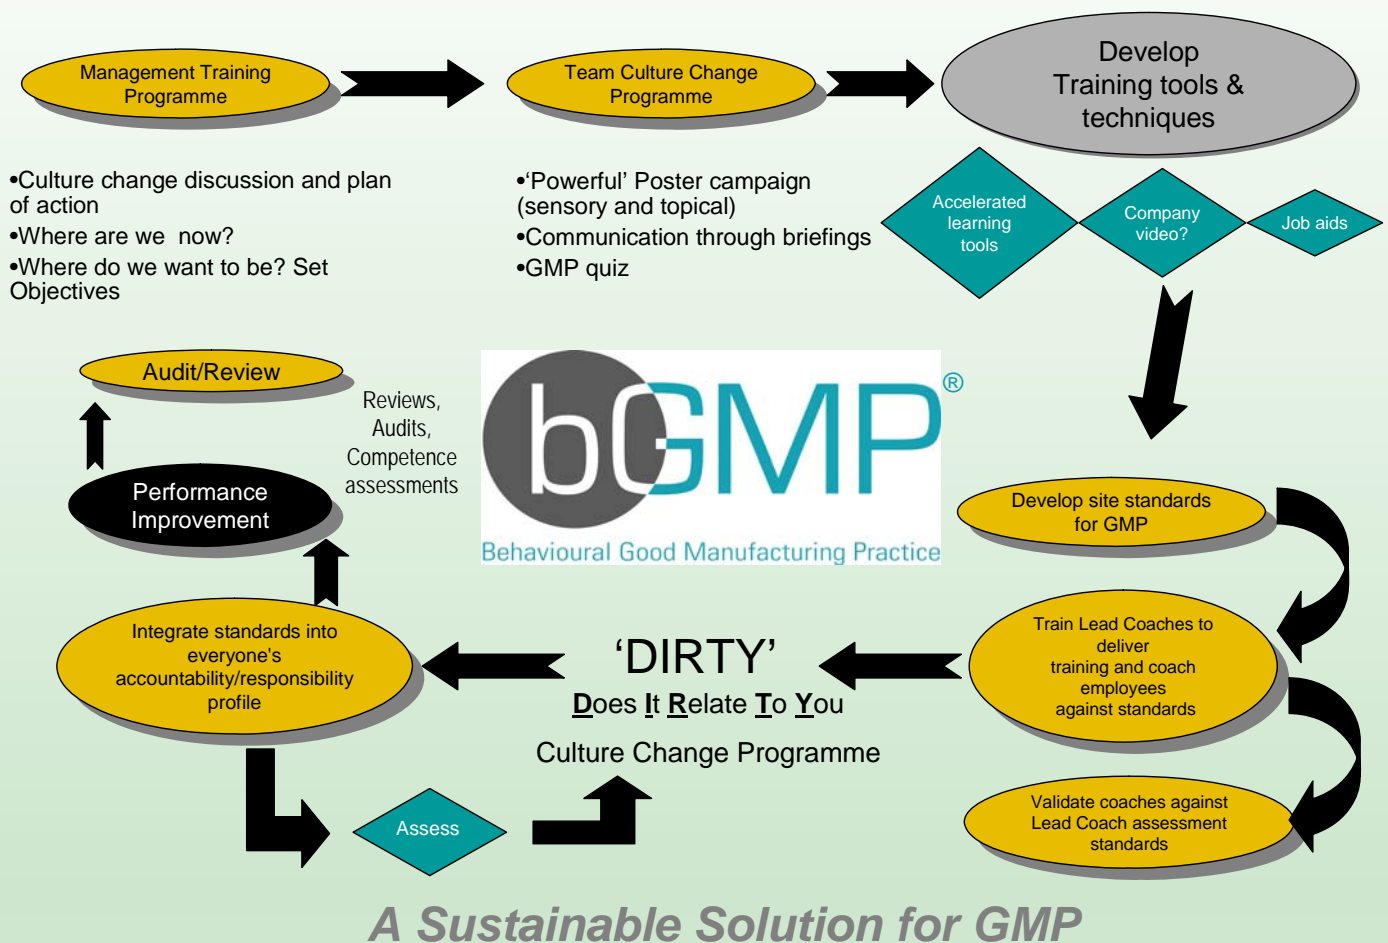 Management Training
Programme
Team Culture Change
Programme
Develop
Training tools &
techniques
•Culture change discussion and plan
of action
•Where are we now?
•Where do we want to be? Set
Objectives
•‘Powerful’ Poster campaign
(sensory and topical)
•Communication through briefings
•GMP quiz
Accelerated
learning
tools
Company
video?
Job aids
Audit/Review
Reviews,
Audits,
Competence
assessments
Performance
Improvement
bGMP®
Behavioural Good Manufacturing Practice
Develop site standards
for GMP
Train Lead Coaches to
deliver
training and coach
employees
against standards
Validate coaches against
Lead Coach assessment
standards
‘DIRTY’
Does It Relate To You
Culture Change Programme
Integrate standards into
everyone's
accountability/responsibility
profile
Assess
A Sustainable Solution for GMP